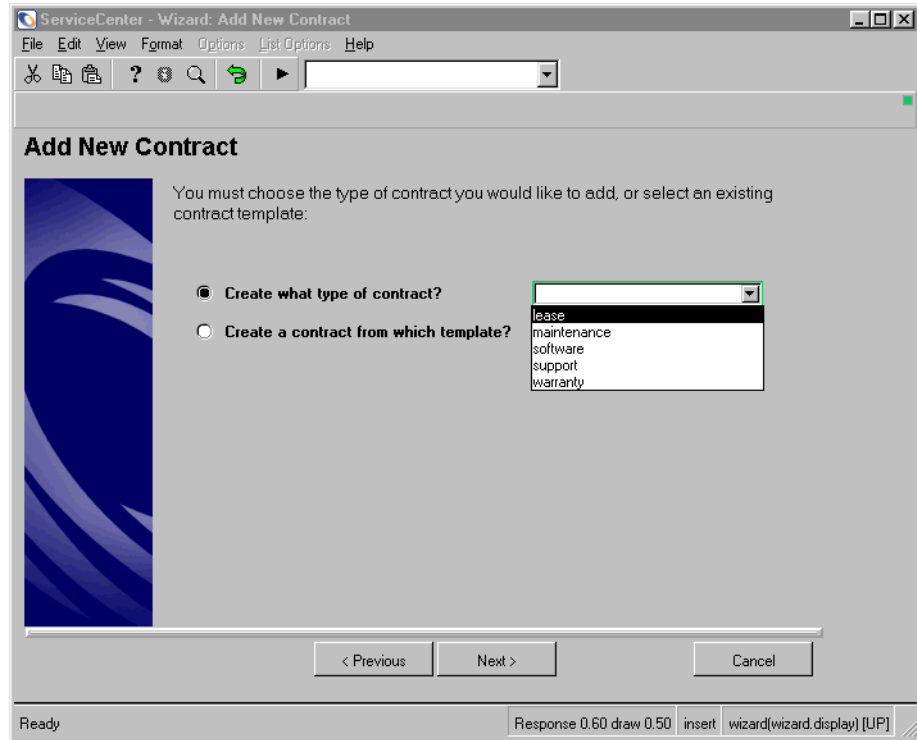 ServiceCenter - Wizard: Add New Contract
File Edit View Format Options List Options Help
Add New Contract
You must choose the type of contract you would like to add, or select an existing
contract template:
Create what type of contract?
lease
Create a contract from which template?
maintenance
software
support
warranty
< Previous Next > Cancel
Ready Response 0.60 draw 0.50 insert wizard(wizard.display) [UP]